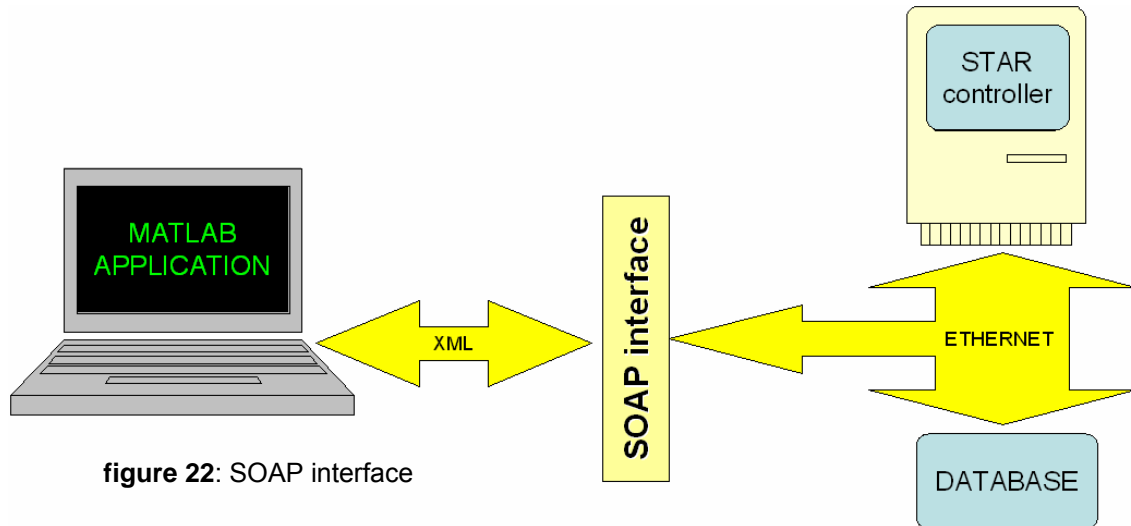 MATLAB
APPLICATION
XML
SOAP interface
STAR
controller
ETHERNET
DATABASE
figure 22: SOAP interface